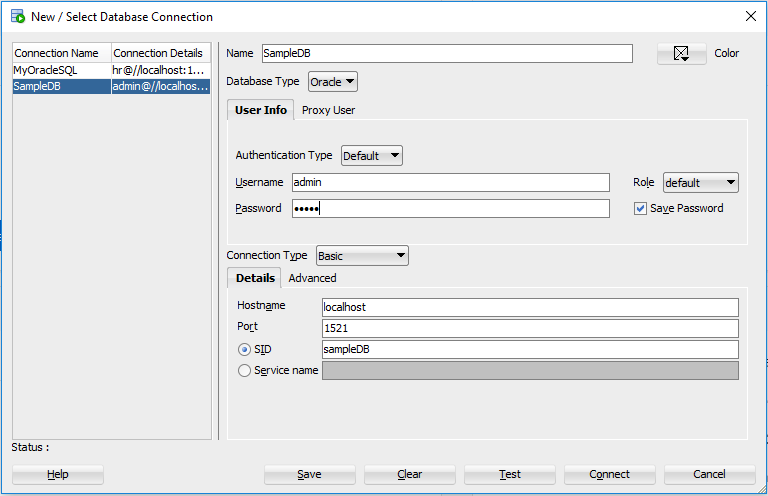 New / Select Database Connection
Connection Name Connection Details
MyOracleSQL hr@//localhost:1...
SampleDB admin@//localhos...
Name SampleDB Color
Database Type Oracle
User Info Proxy User
Authentication Type Default
Username admin Role default
Password ••••• Save Password
Connection Type Basic
Details Advanced
Hostname localhost
Port 1521
SID sampleDB
Service name
Status :
Help Save Clear Test Connect Cancel